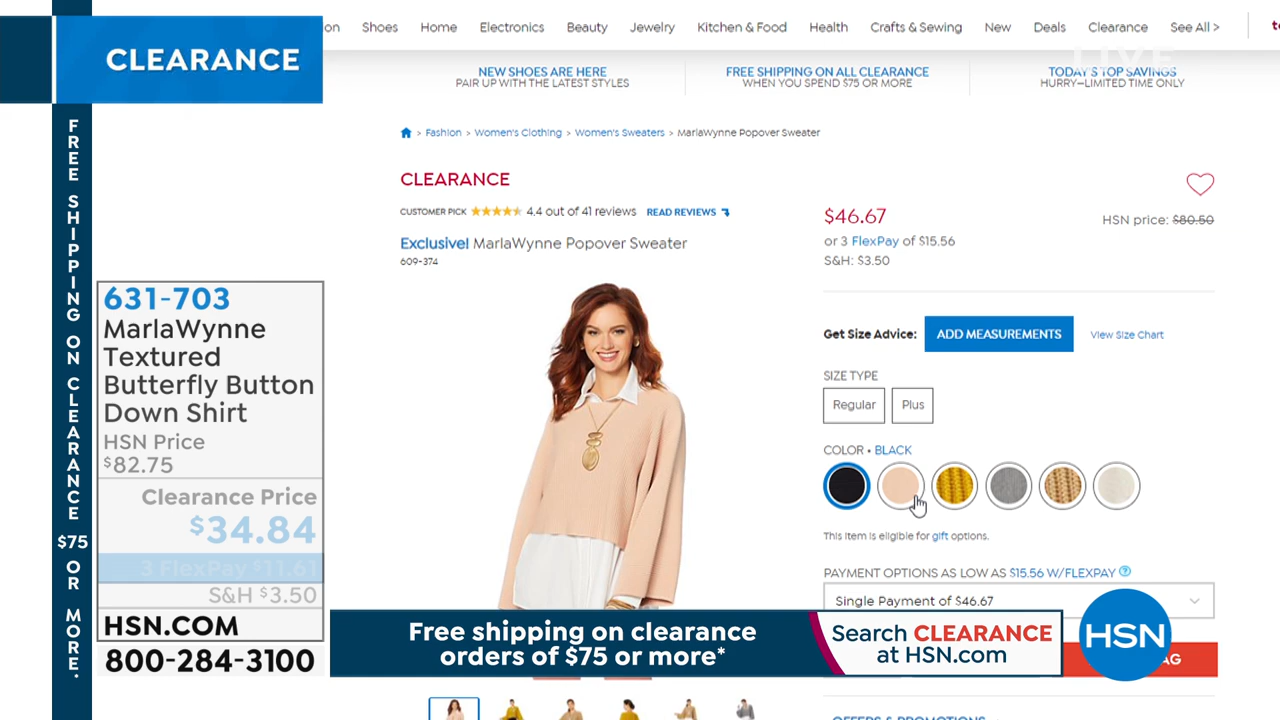 CLEARANCE
FREE SHIPPING ON CLEARANCE $75 OR MORE.
on Shoes Home Electronics Beauty Jewelry Kitchen & Food Health Crafts & Sewing New Deals Clearance See All >
LIVE
NEW SHOES ARE HERE
PAIR UP WITH THE LATEST STYLES
FREE SHIPPING ON ALL CLEARANCE
WHEN YOU SPEND $75 OR MORE
TODAY'S TOP SAVINGS
HURRY—LIMITED TIME ONLY
> Fashion > Women's Clothing > Women's Sweaters > MarlaWynne Popover Sweater
CLEARANCE
CUSTOMER PICK 4.4 out of 41 reviews READ REVIEWS
Exclusive! MarlaWynne Popover Sweater
609-374
$46.67
HSN price: $80.50
or 3 FlexPay of $15.56
S&H: $3.50
Get Size Advice: ADD MEASUREMENTS View Size Chart
SIZE TYPE
Regular Plus
COLOR • BLACK
This item is eligible for gift options.
PAYMENT OPTIONS AS LOW AS $15.56 W/FLEXPAY
Single Payment of $46.67
AG
631-703
MarlaWynne
Textured
Butterfly Button
Down Shirt
HSN Price
$82.75
Clearance Price
$34.84
3 FlexPay $11.61
S&H $3.50
HSN.COM
800-284-3100
Free shipping on clearance
orders of $75 or more*
Search CLEARANCE
at HSN.com
HSN
OFFERS & PROMOTIONS